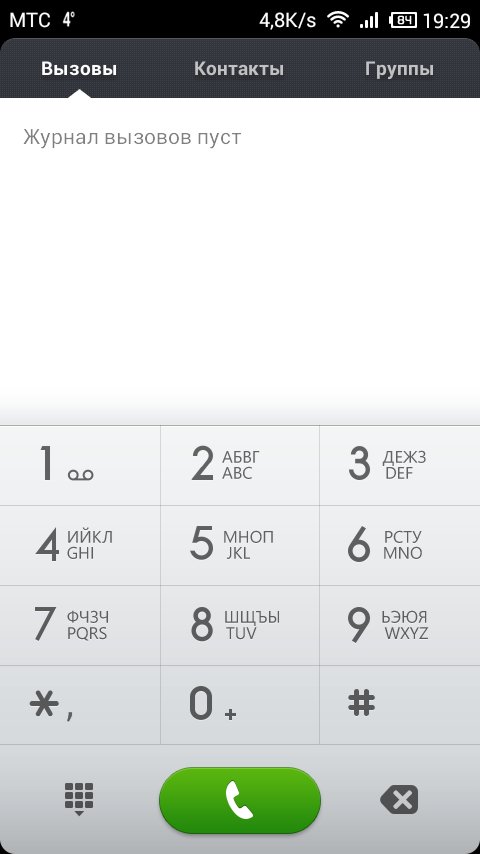 МТС 4° 4,8K/s 84 19:29
Вызовы Контакты Группы
Журнал вызовов пуст
1 2 АБВГ ABC 3 ДЕЖЗ DEF
4 ИЙКЛ GHI 5 МНОП JKL 6 РСТУ MNO
7 ФЧЗЧ PQRS 8 ШЩЪЫ TUV 9 ЬЭЮЯ WXYZ
*, 0 + #